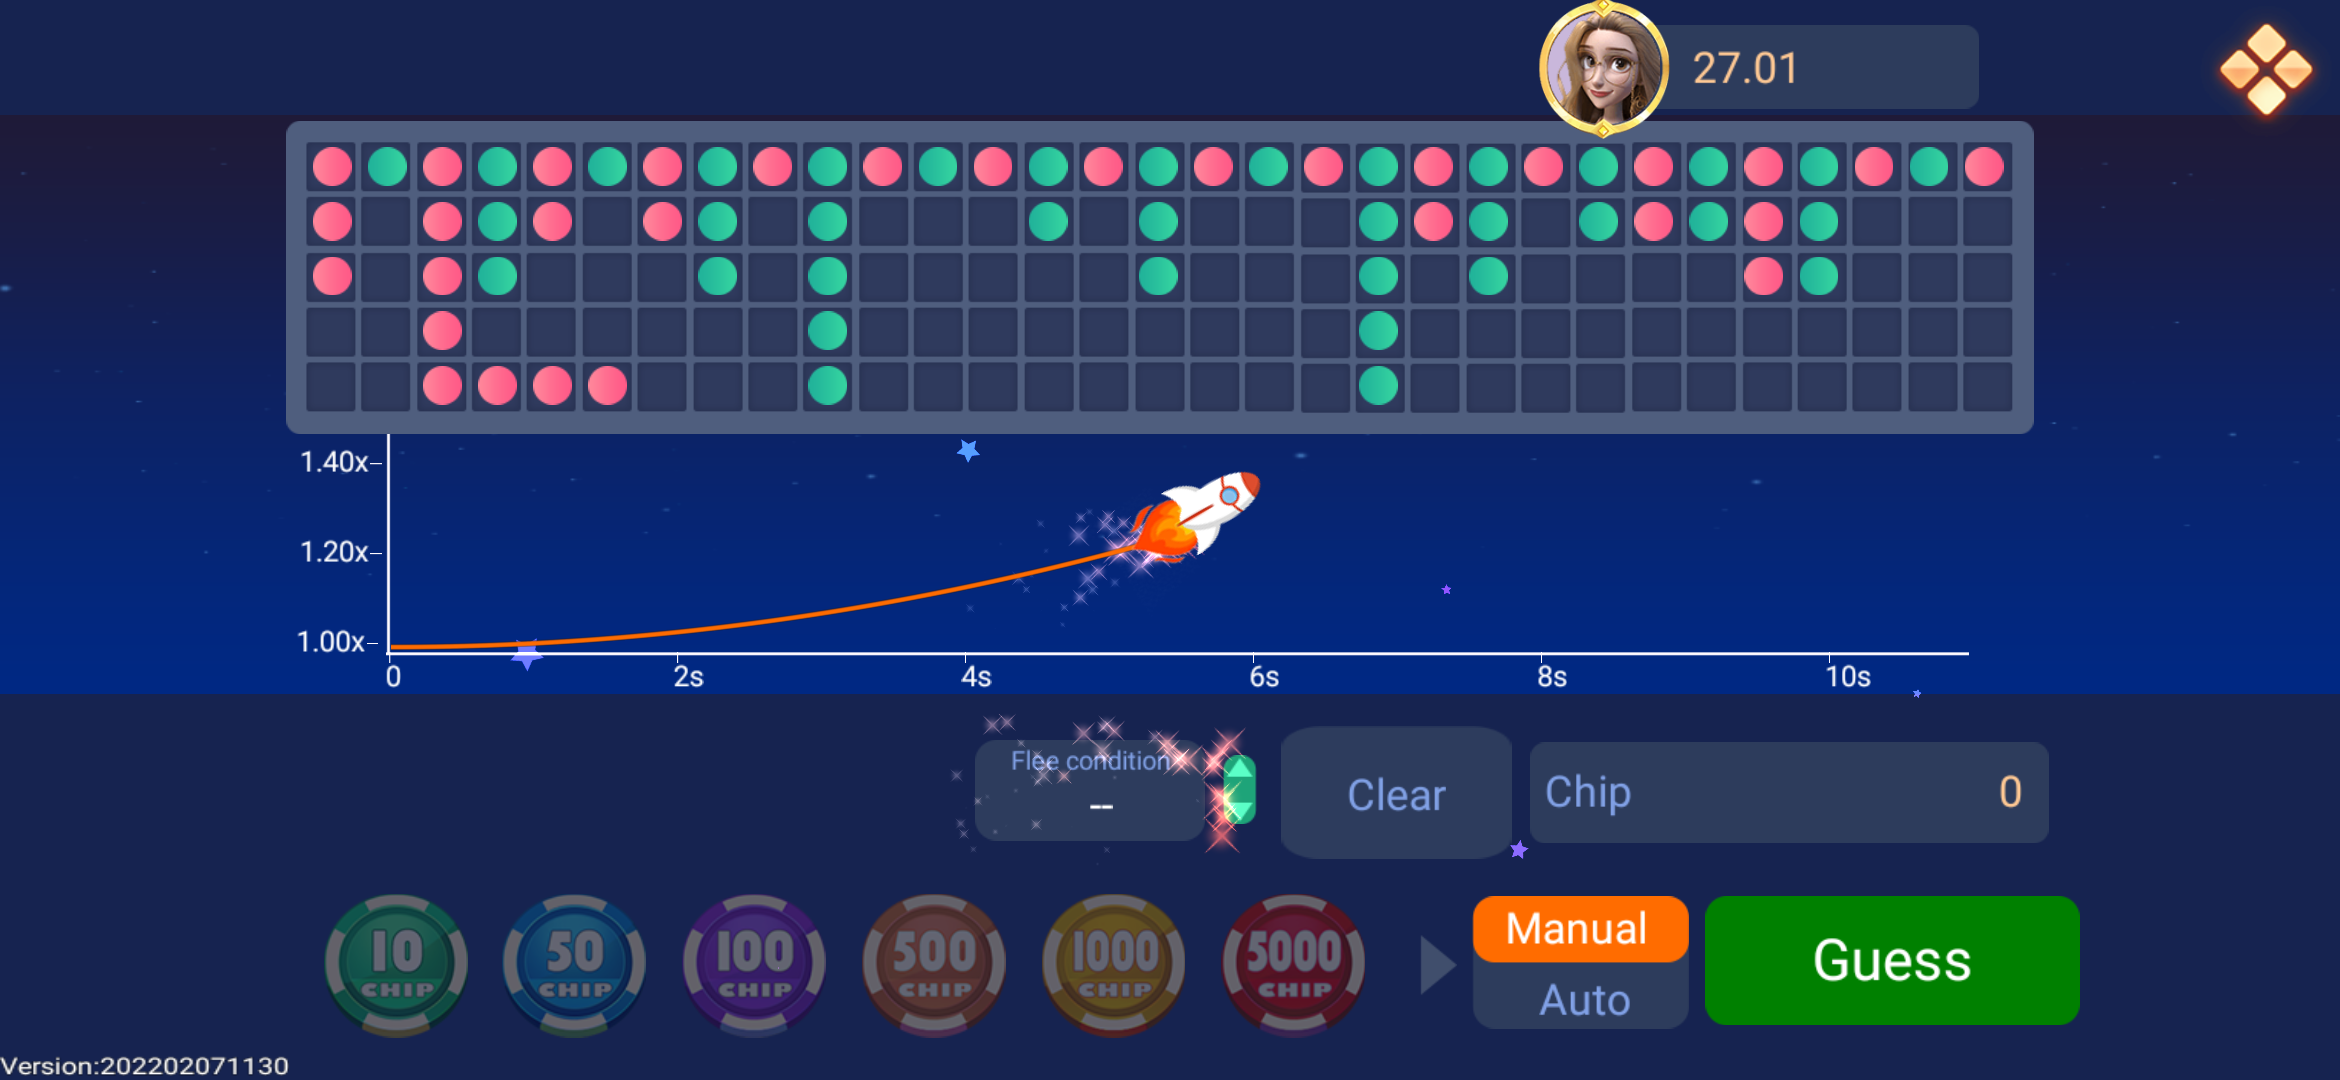 27.01
1.40x
1.20x
1.00x
0 2s 4s 6s 8s 10s
Flee condition
--
Clear
Chip 0
10 CHIP
50 CHIP
100 CHIP
500 CHIP
1000 CHIP
5000 CHIP
Manual
Auto
Guess
Version:202202071130